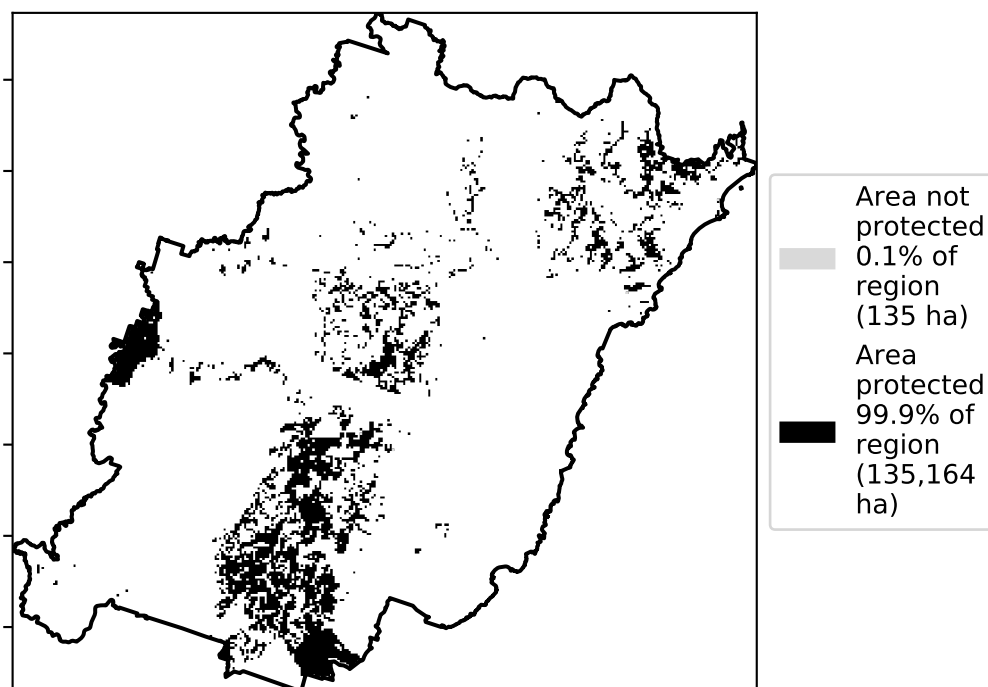 Area not
protected
0.1% of
region
(135 ha)
Area
protected
99.9% of
region
(135,164
ha)